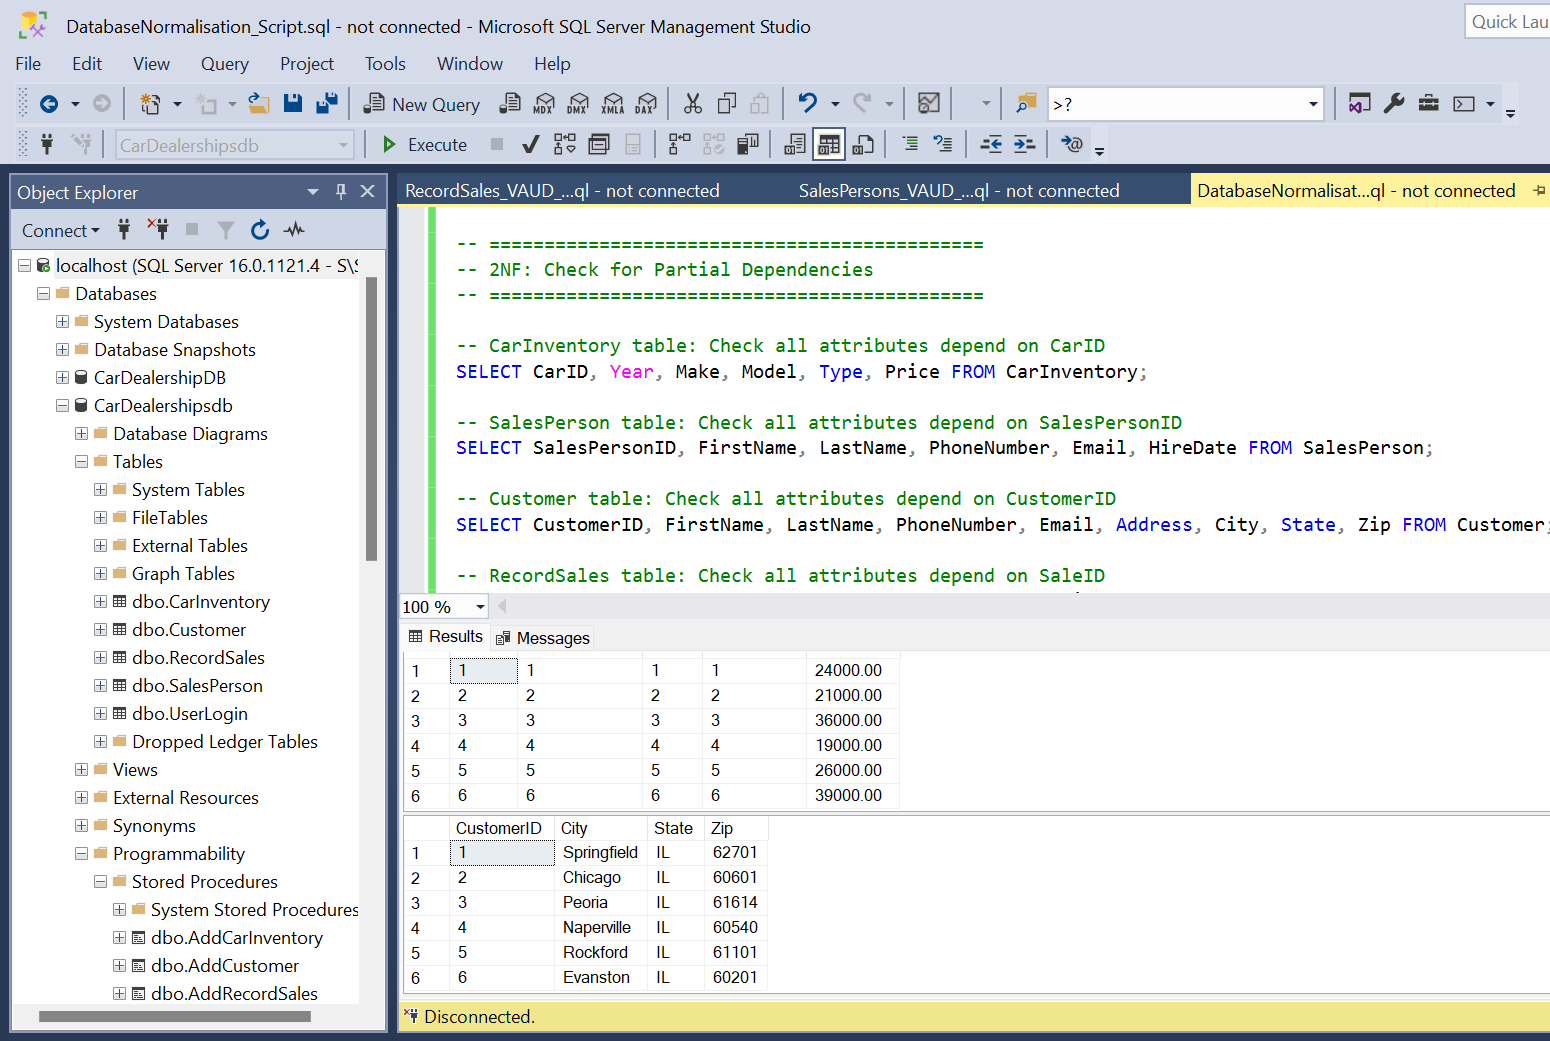 DatabaseNormalisation_Script.sql - not connected - Microsoft SQL Server Management Studio
Quick Lau
File Edit View Query Project Tools Window Help
New Query MDX DMX XMLA DAX >?
CarDealershipsdb Execute
Object Explorer
Connect
localhost (SQL Server 16.0.1121.4 - S\S
Databases
System Databases
Database Snapshots
CarDealershipDB
CarDealershipsdb
Database Diagrams
Tables
System Tables
FileTables
External Tables
Graph Tables
dbo.CarInventory
dbo.Customer
dbo.RecordSales
dbo.SalesPerson
dbo.UserLogin
Dropped Ledger Tables
Views
External Resources
Synonyms
Programmability
Stored Procedures
System Stored Procedures
dbo.AddCarInventory
dbo.AddCustomer
dbo.AddRecordSales
RecordSales_VAUD_...ql - not connected SalesPersons_VAUD_...ql - not connected DatabaseNormalisat...ql - not connected
-- =============================================
-- 2NF: Check for Partial Dependencies
-- =============================================
-- CarInventory table: Check all attributes depend on CarID
SELECT CarID, Year, Make, Model, Type, Price FROM CarInventory;
-- SalesPerson table: Check all attributes depend on SalesPersonID
SELECT SalesPersonID, FirstName, LastName, PhoneNumber, Email, HireDate FROM SalesPerson;
-- Customer table: Check all attributes depend on CustomerID
SELECT CustomerID, FirstName, LastName, PhoneNumber, Email, Address, City, State, Zip FROM Customer;
-- RecordSales table: Check all attributes depend on SaleID
100 %
Results Messages
1 1 1 1 1 24000.00
2 2 2 2 2 21000.00
3 3 3 3 3 36000.00
4 4 4 4 4 19000.00
5 5 5 5 5 26000.00
6 6 6 6 6 39000.00
CustomerID City State Zip
1 1 Springfield IL 62701
2 2 Chicago IL 60601
3 3 Peoria IL 61614
4 4 Naperville IL 60540
5 5 Rockford IL 61101
6 6 Evanston IL 60201
Disconnected.